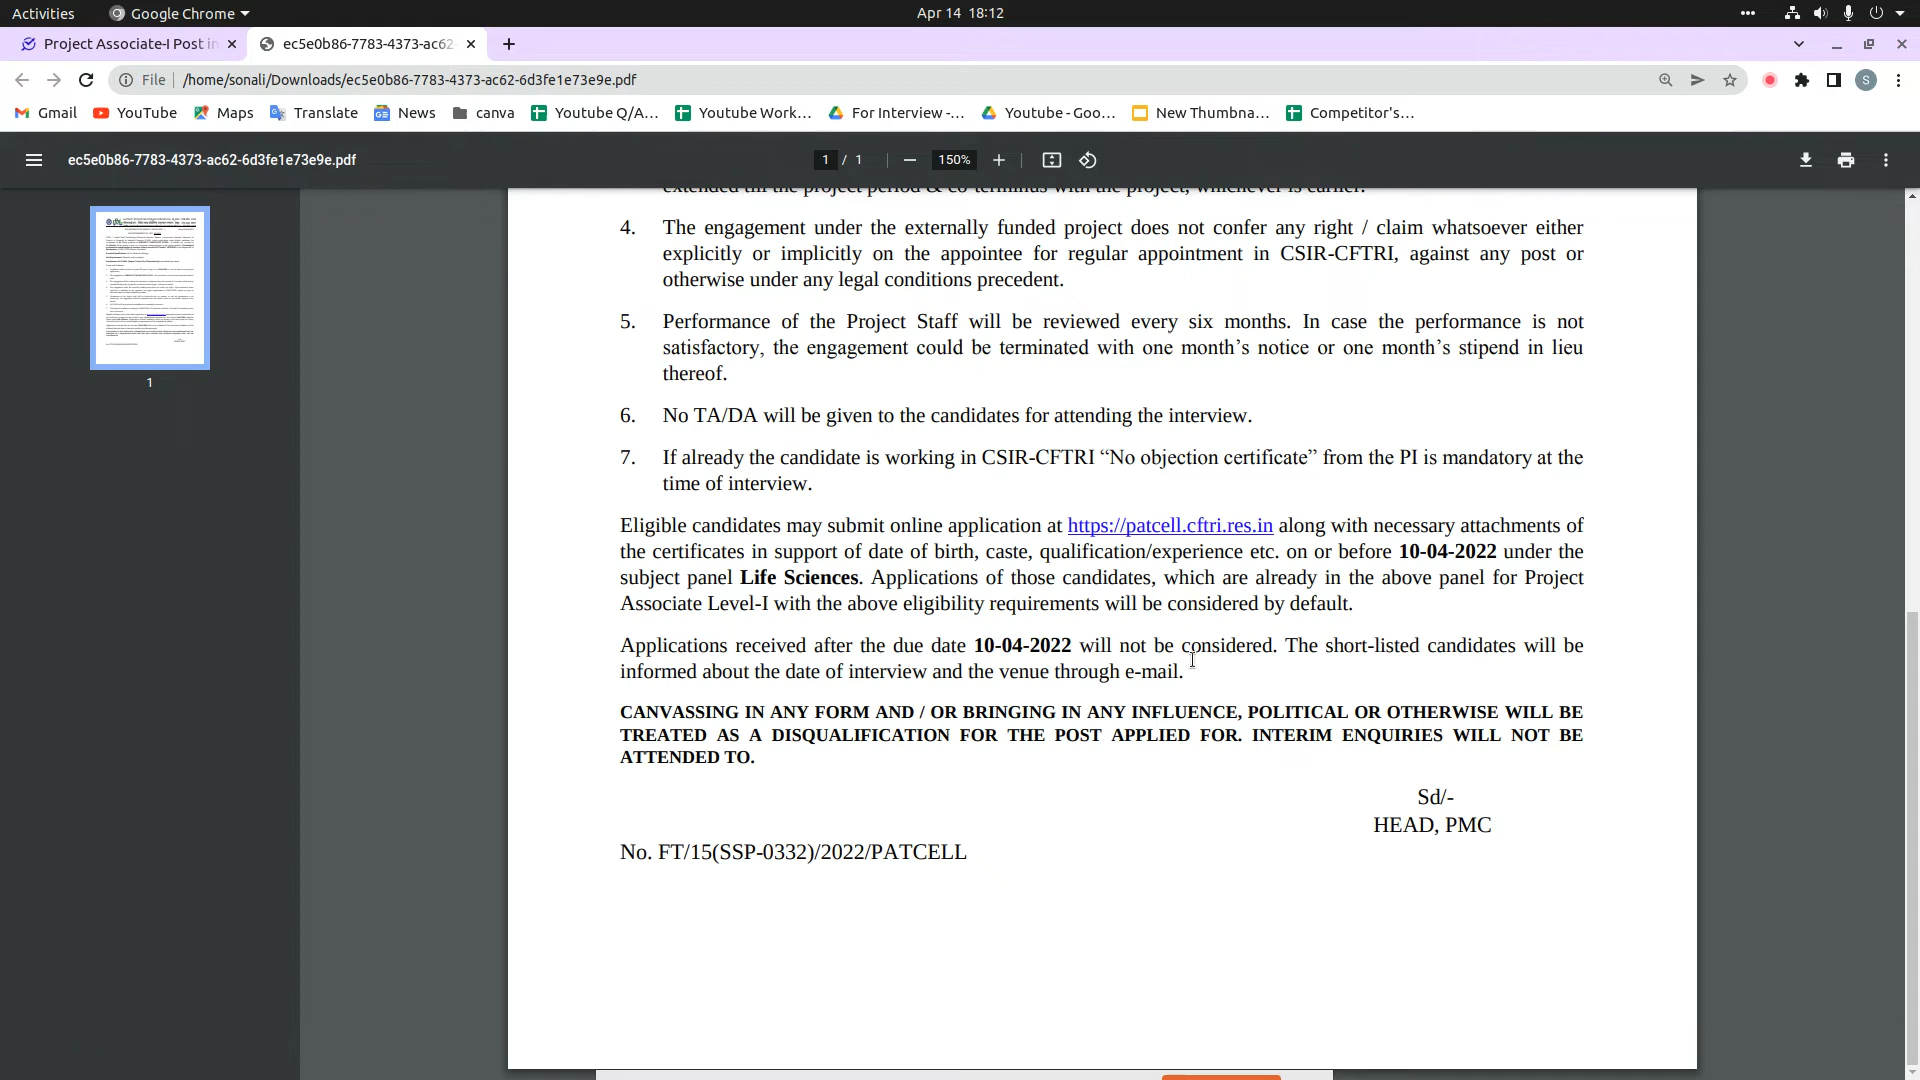 Activities Google Chrome Apr 14 18:12
Project Associate-I Post in ec5e0b86-7783-4373-ac62-
File /home/sonali/Downloads/ec5e0b86-7783-4373-ac62-6d3fe1e73e9e.pdf S
Gmail YouTube Maps Translate News canva Youtube Q/A... Youtube Work... For Interview -... Youtube - Goo... New Thumbna... Competitor's...
ec5e0b86-7783-4373-ac62-6d3fe1e73e9e.pdf 1 / 1 150%
extended till the project period & co-terminus with the project, whichever is earlier.
4. The engagement under the externally funded project does not confer any right / claim whatsoever either
explicitly or implicitly on the appointee for regular appointment in CSIR-CFTRI, against any post or
otherwise under any legal conditions precedent.
5. Performance of the Project Staff will be reviewed every six months. In case the performance is not
satisfactory, the engagement could be terminated with one month’s notice or one month’s stipend in lieu
thereof.
6. No TA/DA will be given to the candidates for attending the interview.
7. If already the candidate is working in CSIR-CFTRI “No objection certificate” from the PI is mandatory at the
time of interview.
Eligible candidates may submit online application at https://patcell.cftri.res.in along with necessary attachments of
the certificates in support of date of birth, caste, qualification/experience etc. on or before 10-04-2022 under the
subject panel Life Sciences. Applications of those candidates, which are already in the above panel for Project
Associate Level-I with the above eligibility requirements will be considered by default.
Applications received after the due date 10-04-2022 will not be considered. The short-listed candidates will be
informed about the date of interview and the venue through e-mail.
CANVASSING IN ANY FORM AND / OR BRINGING IN ANY INFLUENCE, POLITICAL OR OTHERWISE WILL BE
TREATED AS A DISQUALIFICATION FOR THE POST APPLIED FOR. INTERIM ENQUIRIES WILL NOT BE
ATTENDED TO.
Sd/-
HEAD, PMC
No. FT/15(SSP-0332)/2022/PATCELL
1